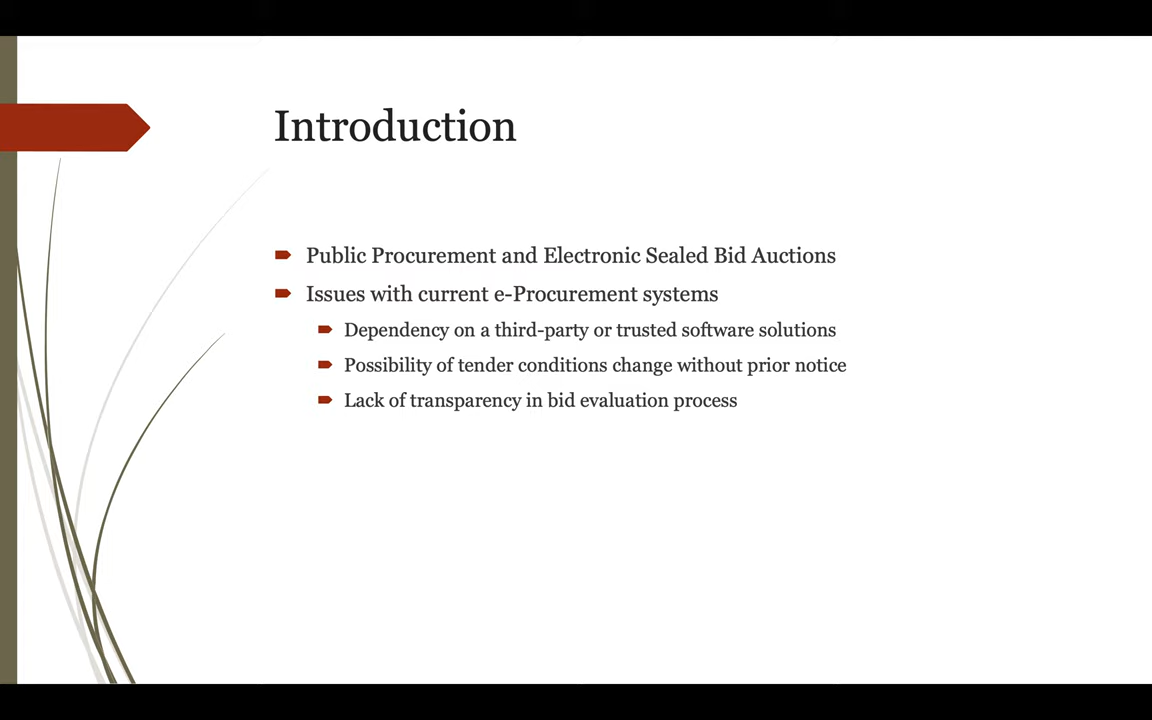 Introduction
Public Procurement and Electronic Sealed Bid Auctions
Issues with current e-Procurement systems
Dependency on a third-party or trusted software solutions
Possibility of tender conditions change without prior notice
Lack of transparency in bid evaluation process